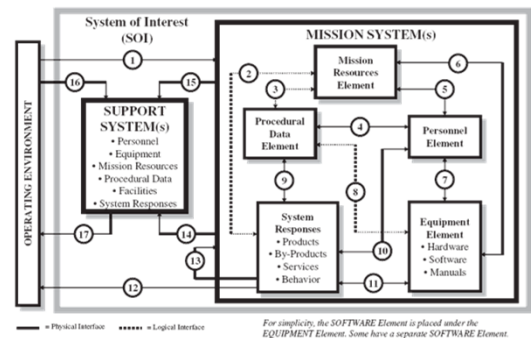 System of Interest
(SOI)
MISSION SYSTEM(s)
1
2
3
Mission
Resources
Element
6
5
16
15
SUPPORT
SYSTEM(s)
• Personnel
• Equipment
• Mission Resources
• Procedural Data
• Facilities
• System Responses
Procedural
Data
Element
4
Personnel
Element
OPERATING ENVIRONMENT
9
8
7
17
14
13
System
Responses
• Products
• By-Products
• Services
• Behavior
10
11
Equipment
Element
• Hardware
• Software
• Manuals
12
= Physical Interface
= Logical Interface
For simplicity, the SOFTWARE Element is placed under the
EQUIPMENT Element. Some have a separate SOFTWARE Element.